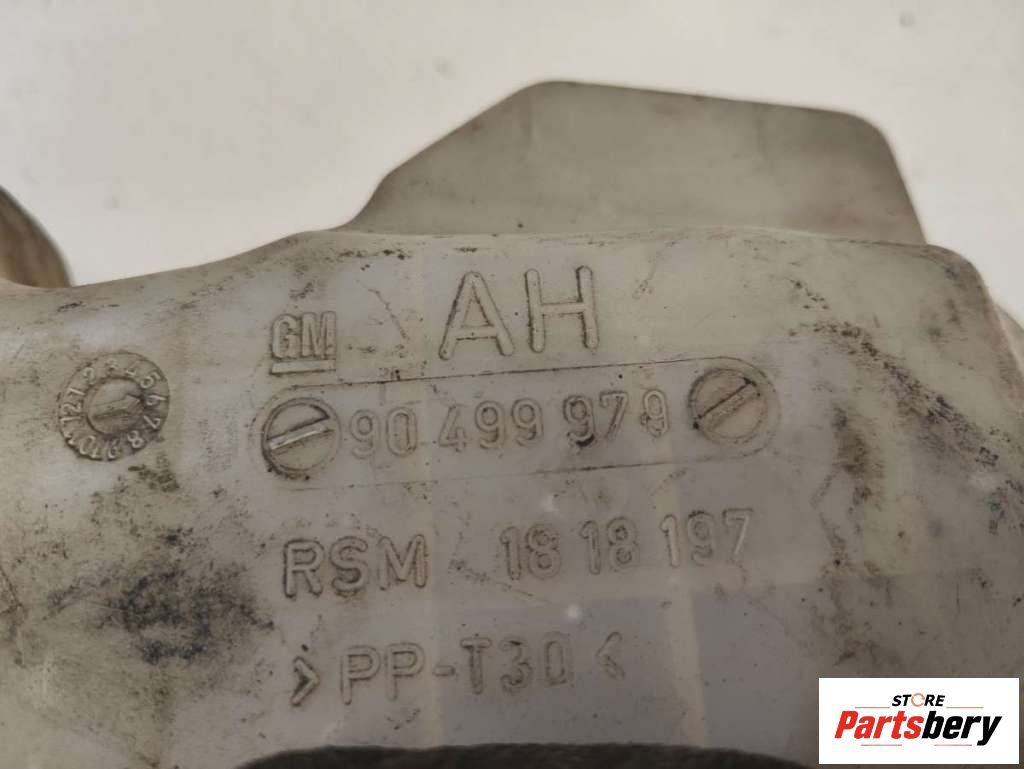 AH
GM
90 499 979
RSM 18 18 197
>PP-T30<
STORE
Partsbery